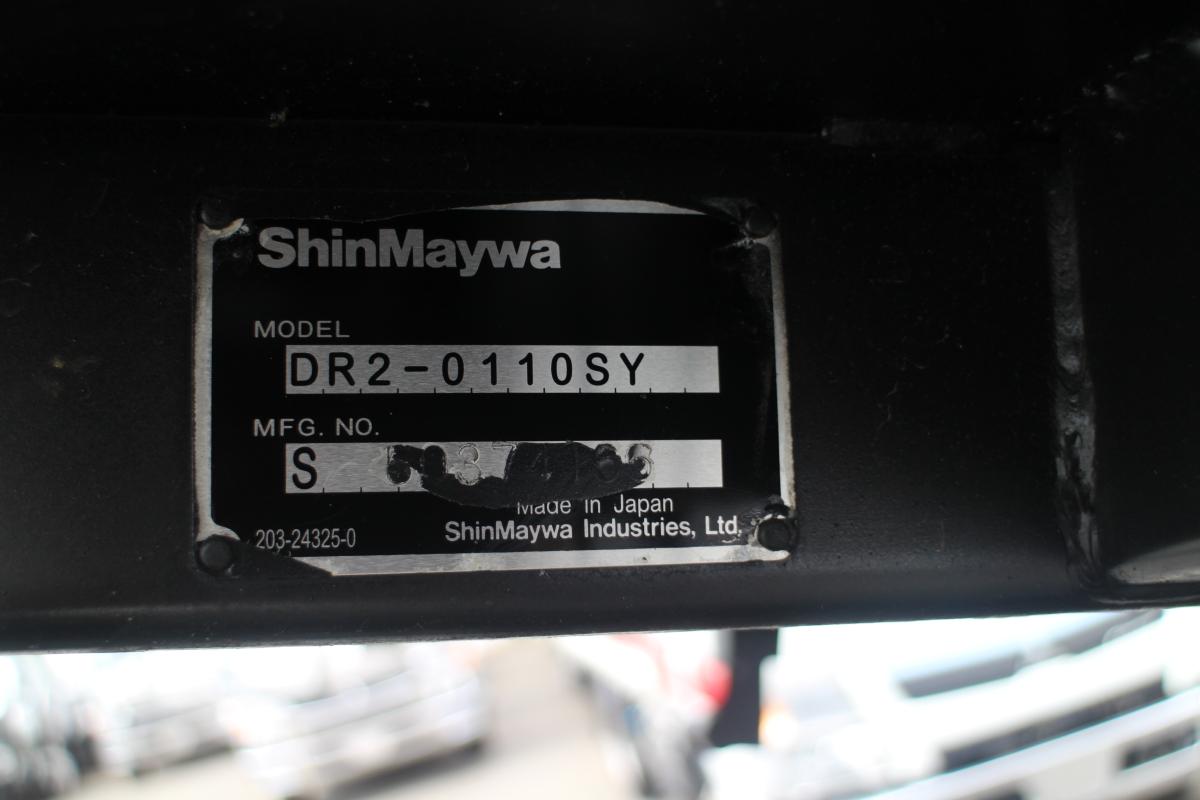 ShinMaywa
MODEL
DR2-0110SY
MFG. NO.
S
Made in Japan
203-24325-0
ShinMaywa Industries, Ltd.